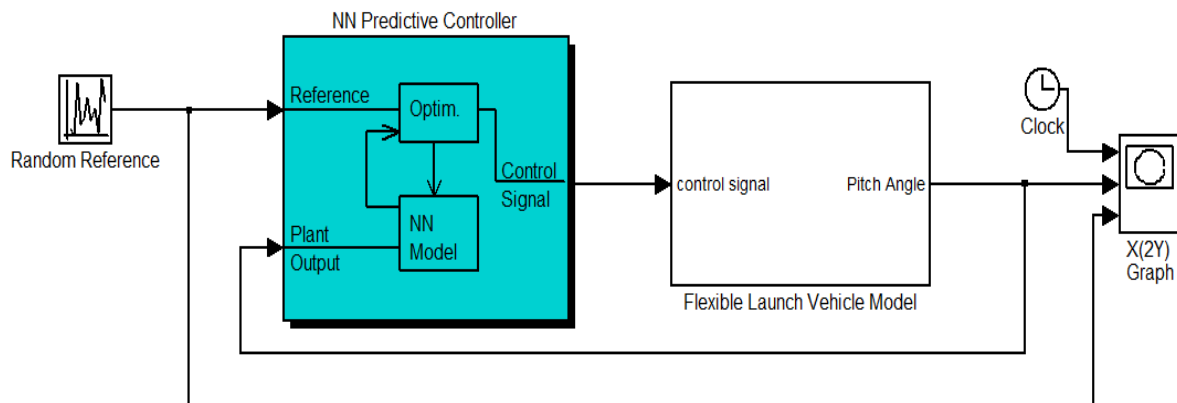 NN Predictive Controller
Random Reference
Reference
Optim.
Control
Signal
NN
Model
Plant
Output
control signal
Pitch Angle
Flexible Launch Vehicle Model
Clock
X(2Y)
Graph